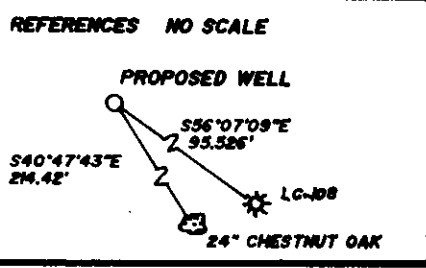 REFERENCES NO SCALE
PROPOSED WELL
S56°07'09"E
95.526'
S40°47'43"E
214.42'
LG-108
24" CHESTNUT OAK